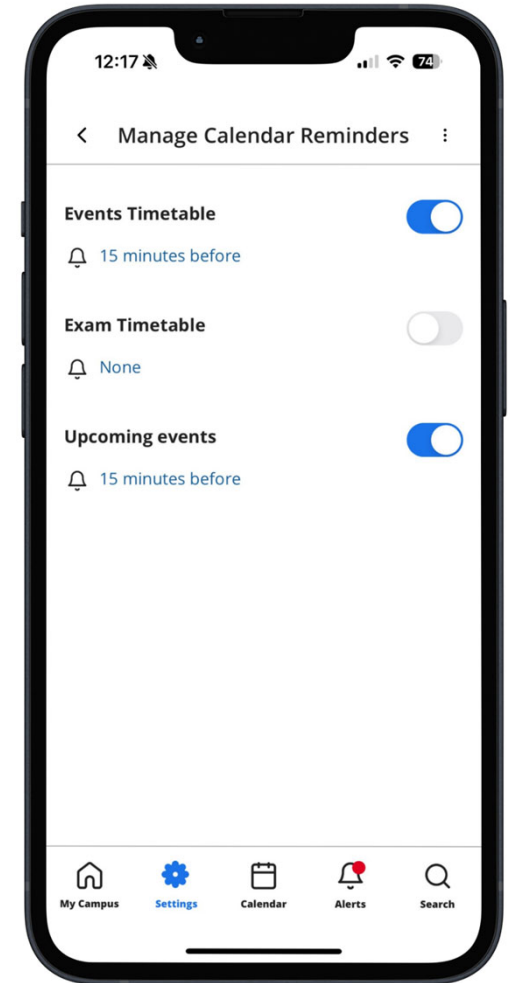 12:17 74
Manage Calendar Reminders
Events Timetable
15 minutes before
Exam Timetable
None
Upcoming events
15 minutes before
My Campus Settings Calendar Alerts Search